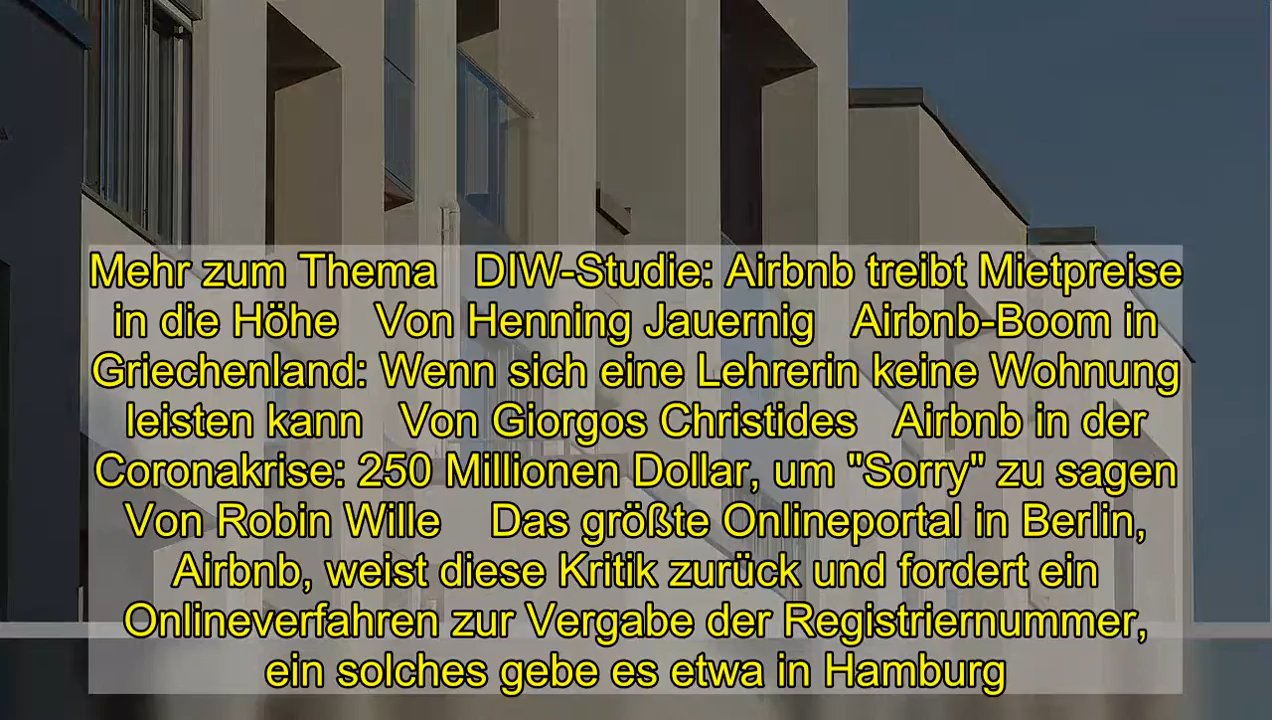 Mehr zum Thema DIW-Studie: Airbnb treibt Mietpreise
in die Höhe Von Henning Jauernig Airbnb-Boom in
Griechenland: Wenn sich eine Lehrerin keine Wohnung
leisten kann Von Giorgos Christides Airbnb in der
Coronakrise: 250 Millionen Dollar, um "Sorry" zu sagen
Von Robin Wille Das größte Onlineportal in Berlin,
Airbnb, weist diese Kritik zurück und fordert ein
Onlineverfahren zur Vergabe der Registriernummer,
ein solches gebe es etwa in Hamburg